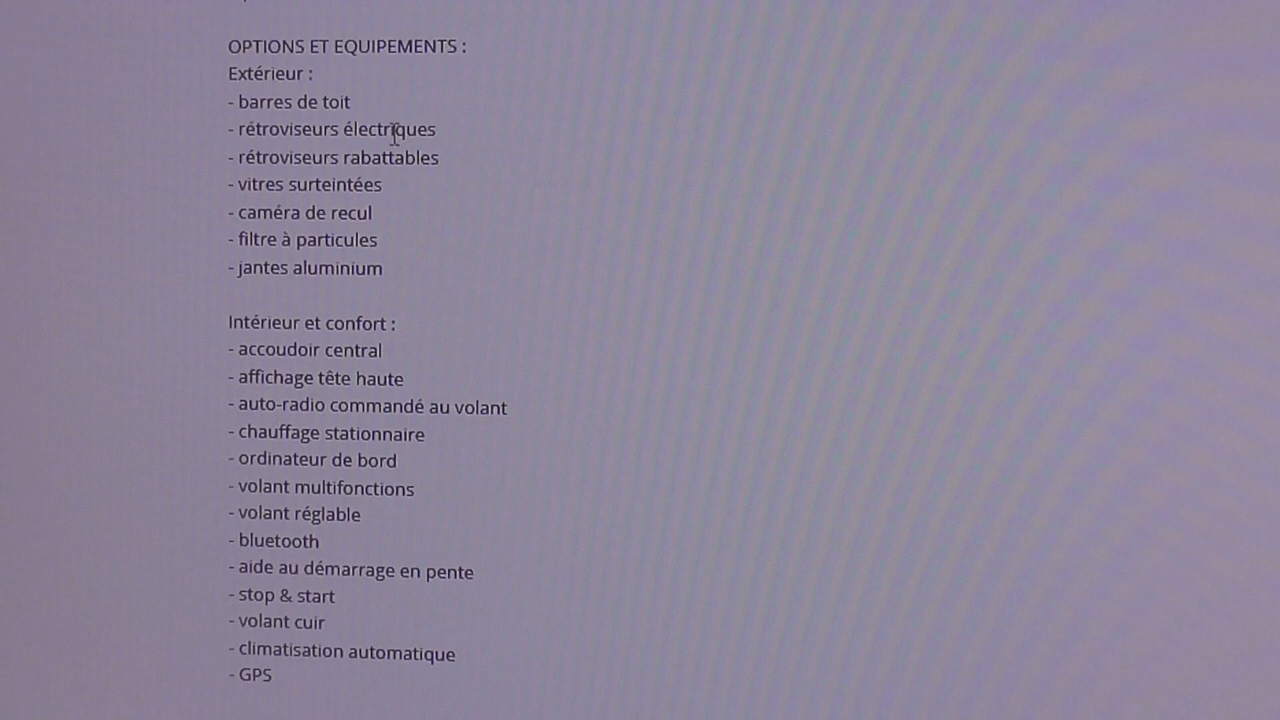 OPTIONS ET EQUIPEMENTS :
Extérieur :
- barres de toit
- rétroviseurs électriques
- rétroviseurs rabattables
- vitres surteintées
- caméra de recul
- filtre à particules
- jantes aluminium
Intérieur et confort :
- accoudoir central
- affichage tête haute
- auto-radio commandé au volant
- chauffage stationnaire
- ordinateur de bord
- volant multifonctions
- volant réglable
- bluetooth
- aide au démarrage en pente
- stop & start
- volant cuir
- climatisation automatique
- GPS